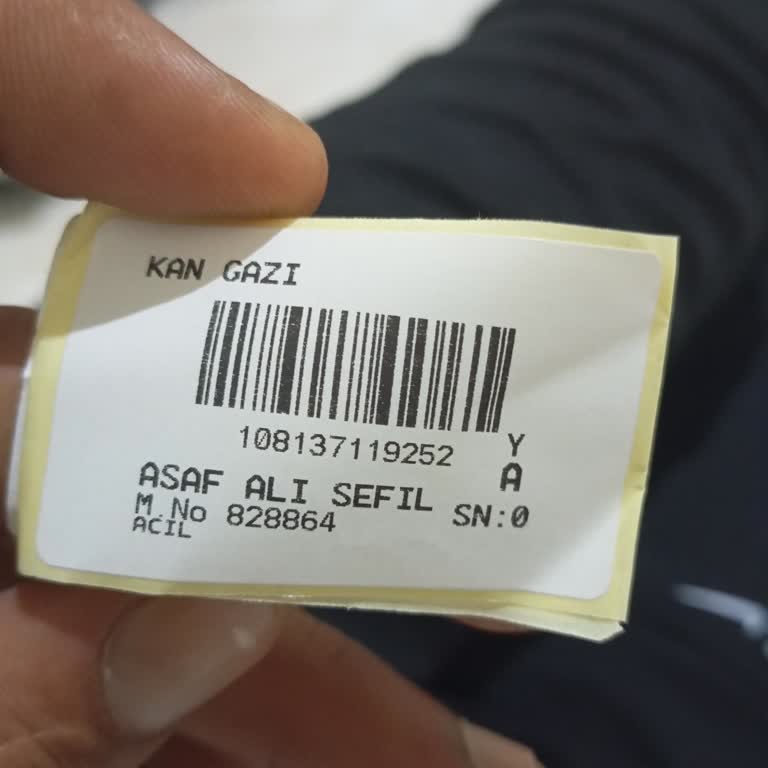 KAN GAZI
108137119252
Y
A
ASAF ALI SEFIL SN:0
M.No 828864
ACIL